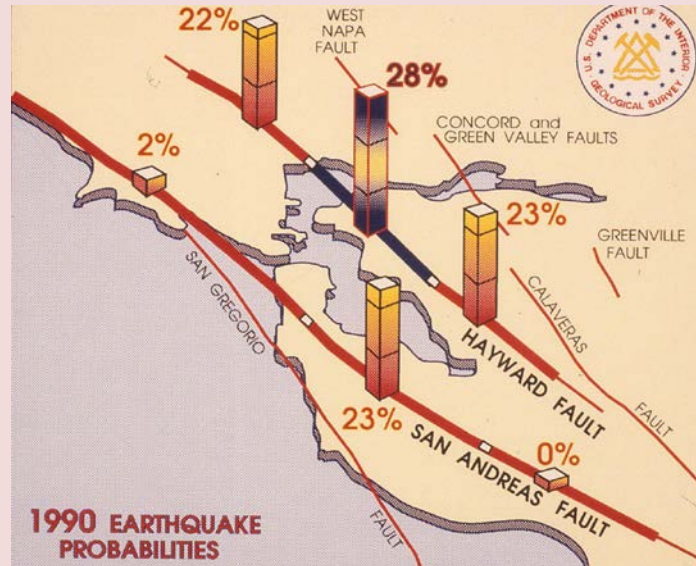 22%
WEST
NAPA
FAULT
U.S. DEPARTMENT OF THE INTERIOR
GEOLOGICAL SURVEY
28%
CONCORD and
GREEN VALLEY FAULTS
2%
23%
GREENVILLE
FAULT
SAN GREGORIO
CALAVERAS
HAYWARD FAULT
FAULT
23%
SAN ANDREAS FAULT
0%
FAULT
1990 EARTHQUAKE
PROBABILITIES